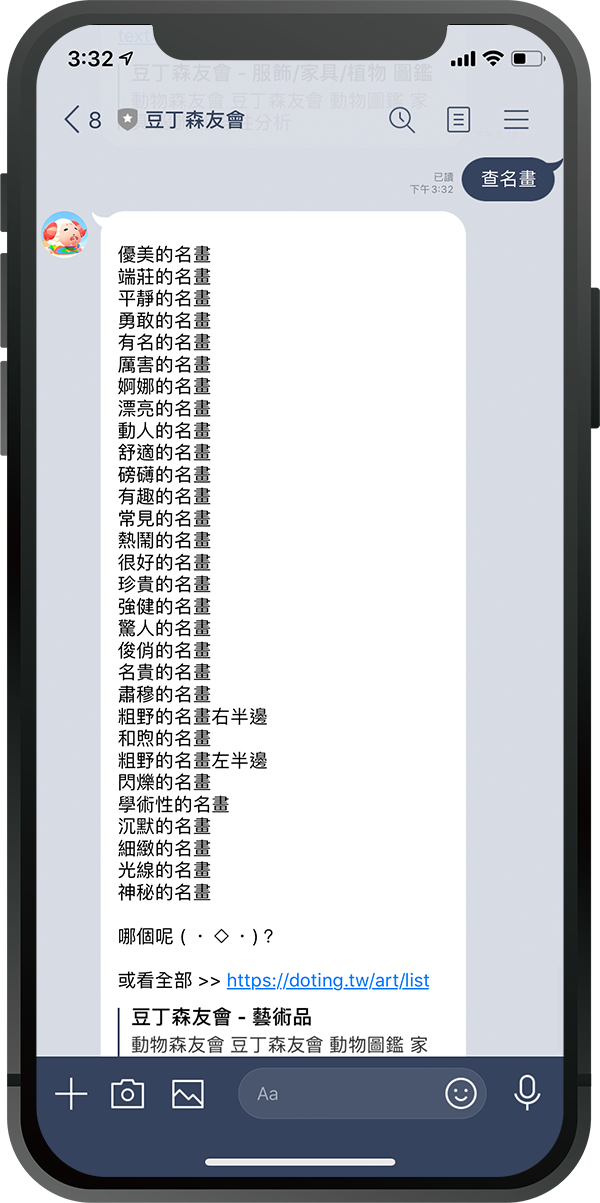 3:32
text
豆丁森友會 - 服飾/家具/植物 圖鑑
動物森友會 豆丁森友會 動物圖鑑 家
性分析
8 豆丁森友會
已讀
下午3:32
查名畫
優美的名畫
端莊的名畫
平靜的名畫
勇敢的名畫
有名的名畫
厲害的名畫
婀娜的名畫
漂亮的名畫
動人的名畫
舒適的名畫
磅礴的名畫
有趣的名畫
常見的名畫
熱鬧的名畫
很好的名畫
珍貴的名畫
強健的名畫
驚人的名畫
俊俏的名畫
名貴的名畫
肅穆的名畫
粗野的名畫右半邊
和煦的名畫
粗野的名畫左半邊
閃爍的名畫
學術性的名畫
沉默的名畫
細緻的名畫
光線的名畫
神秘的名畫
哪個呢 ( ・ ◇ ・ ) ?
或看全部 >> https://doting.tw/art/list
豆丁森友會 - 藝術品
動物森友會 豆丁森友會 動物圖鑑 家
Aa